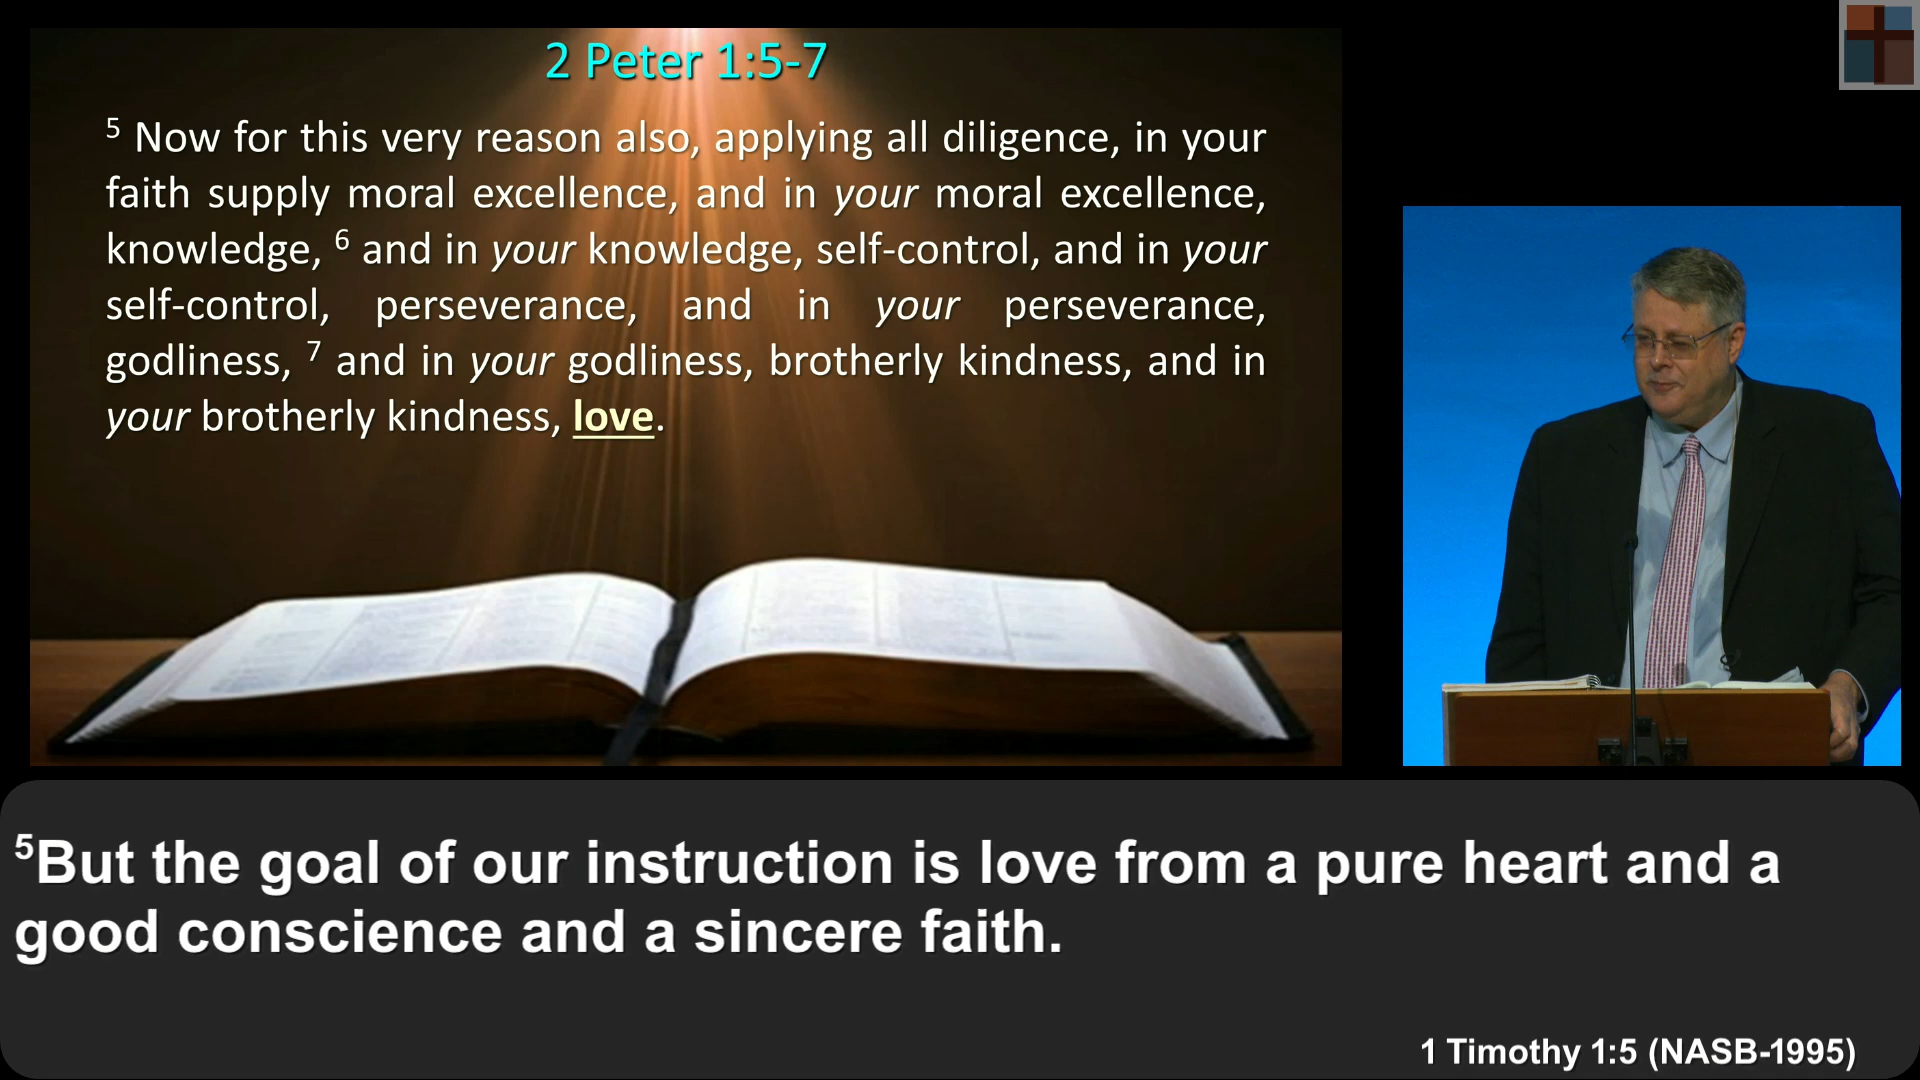 2 Peter 1:5-7
5 Now for this very reason also, applying all diligence, in your
faith supply moral excellence, and in your moral excellence,
knowledge, 6 and in your knowledge, self-control, and in your
self-control, perseverance, and in your perseverance,
godliness, 7 and in your godliness, brotherly kindness, and in
your brotherly kindness, love.
5But the goal of our instruction is love from a pure heart and a
good conscience and a sincere faith.
1 Timothy 1:5 (NASB-1995)